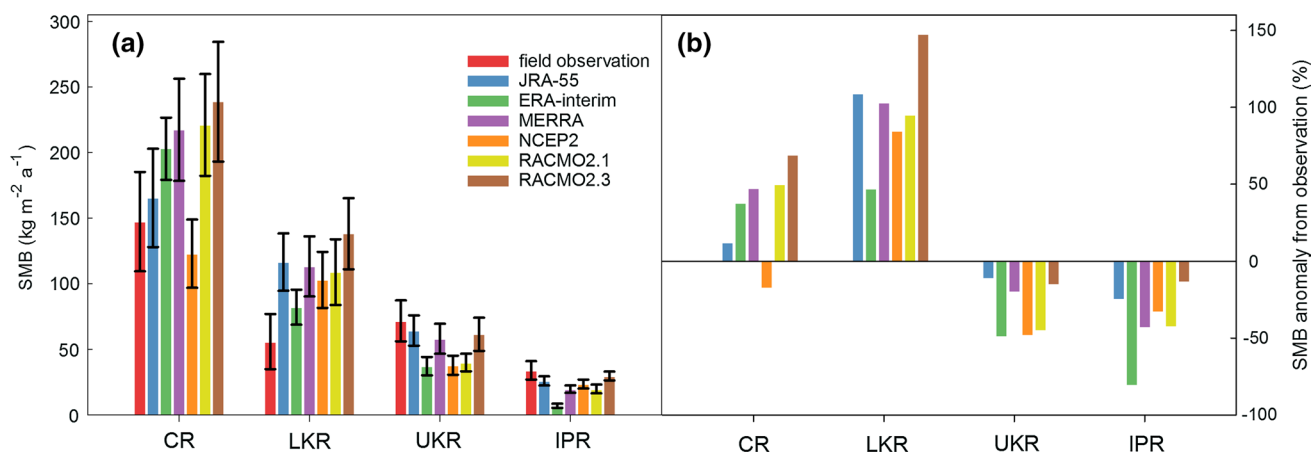 (a)
300
250
200
150
100
50
0
SMB (kg m⁻² a⁻¹)
field observation
JRA-55
ERA-interim
MERRA
NCEP2
RACMO2.1
RACMO2.3
CR LKR UKR IPR
(b)
150
100
50
0
-50
-100
SMB anomaly from observation (%)
CR LKR UKR IPR